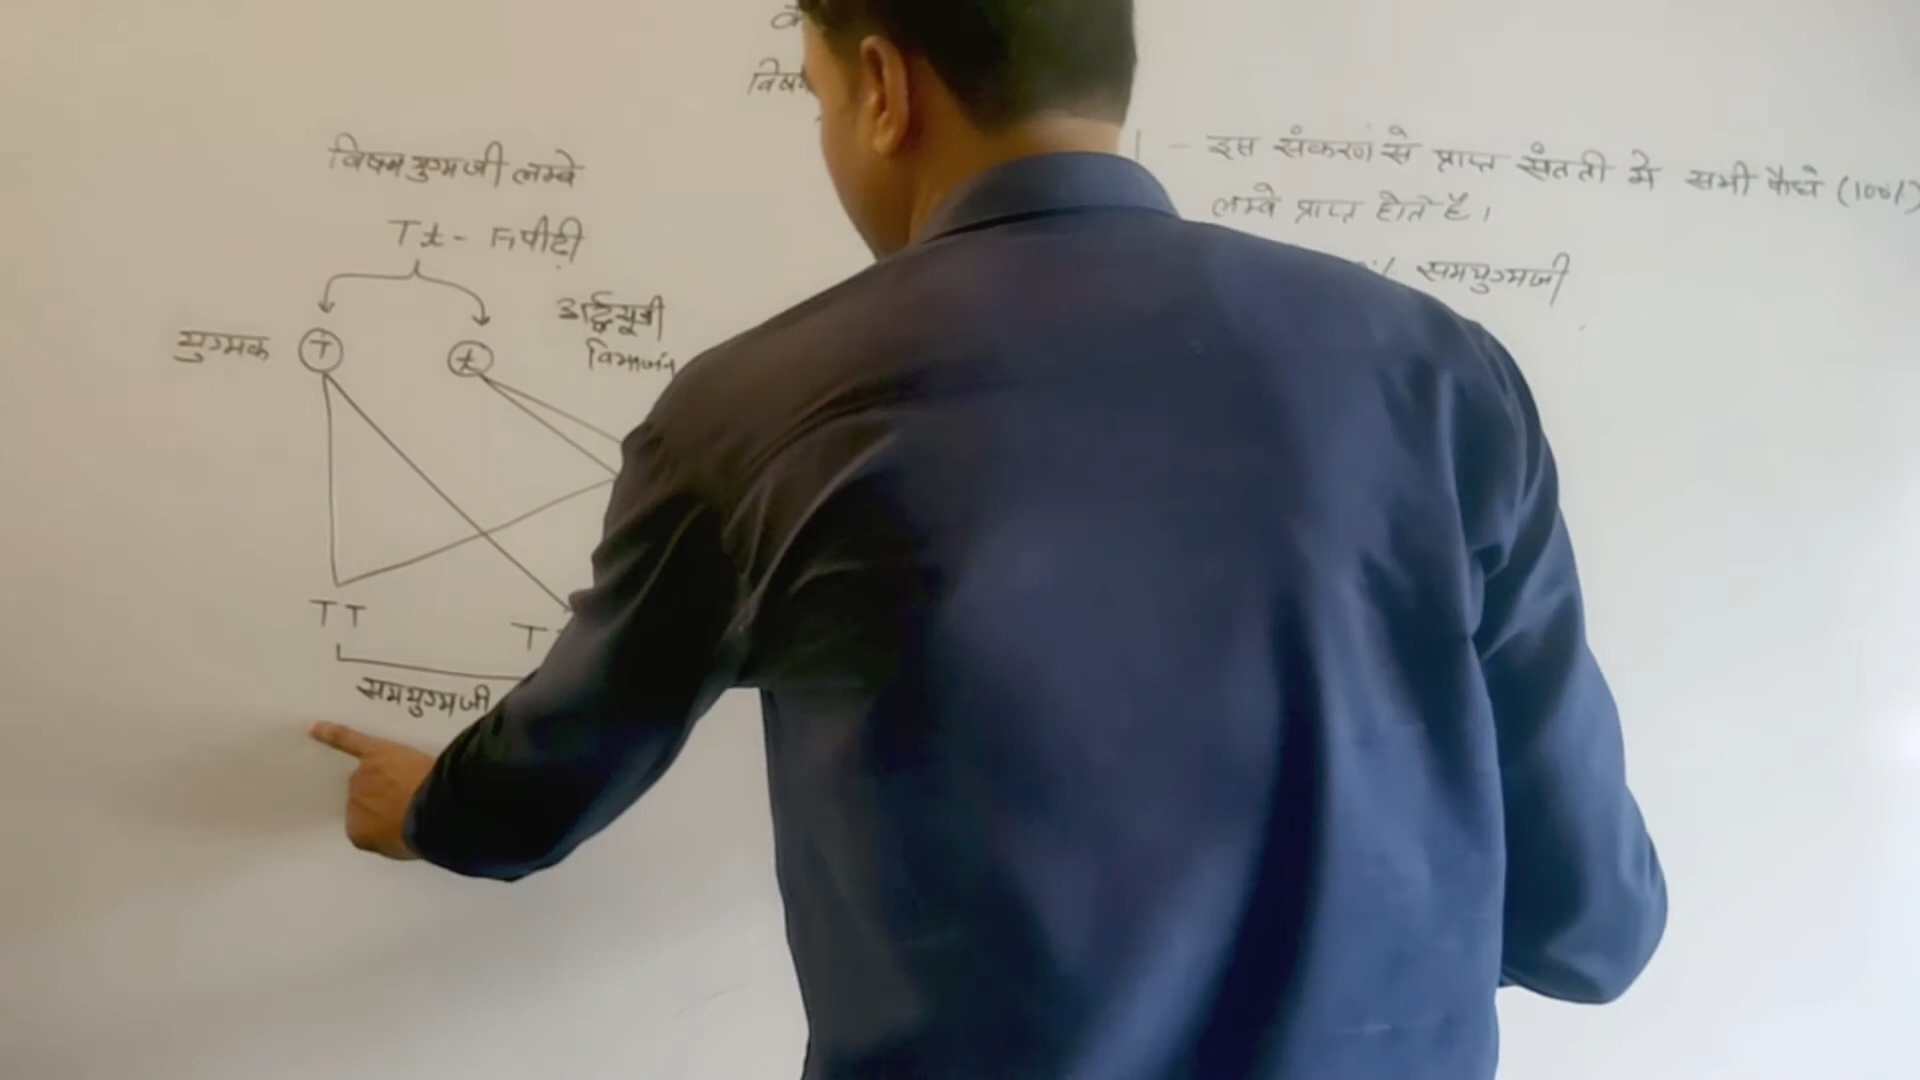 विषमयुग्मजी लम्बे
Tt - F1 पीढ़ी
अर्द्धसूत्री
विभाजन
युग्मक T t
TT
T
समयुग्मजी
- इस संकरण से प्राप्त संतती मे सभी पौधे (100%)
लम्बे प्राप्त होते है।
% समयुग्मजी